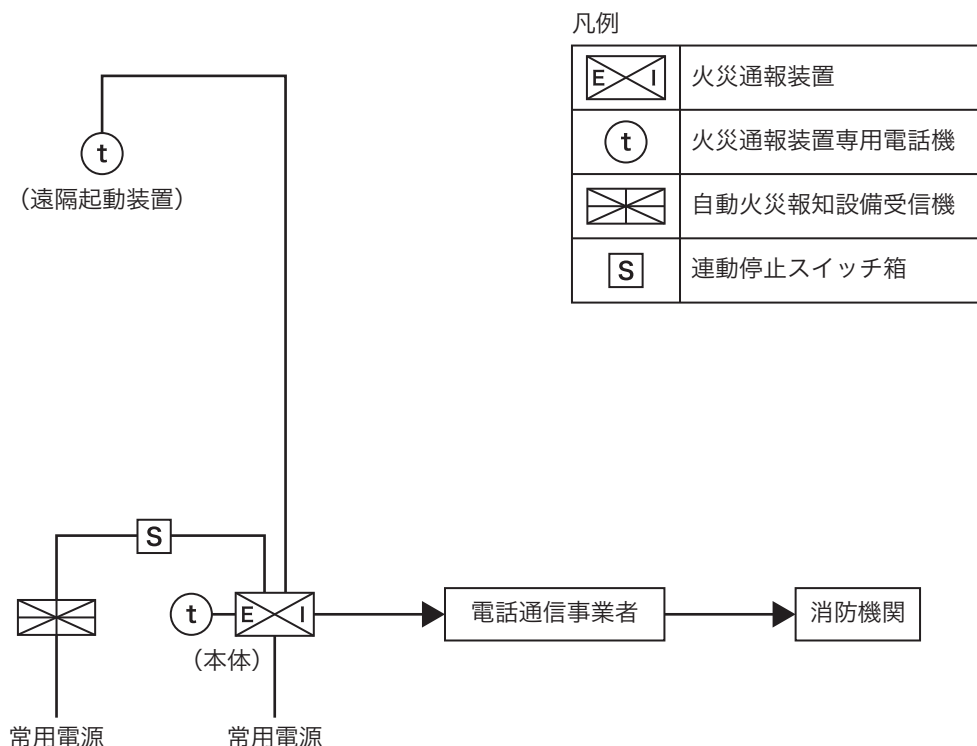 凡例
E I 火災通報装置
t 火災通報装置専用電話機
自動火災報知設備受信機
S 連動停止スイッチ箱
t
（遠隔起動装置）
S
t E I 電話通信事業者 消防機関
（本体）
常用電源 常用電源